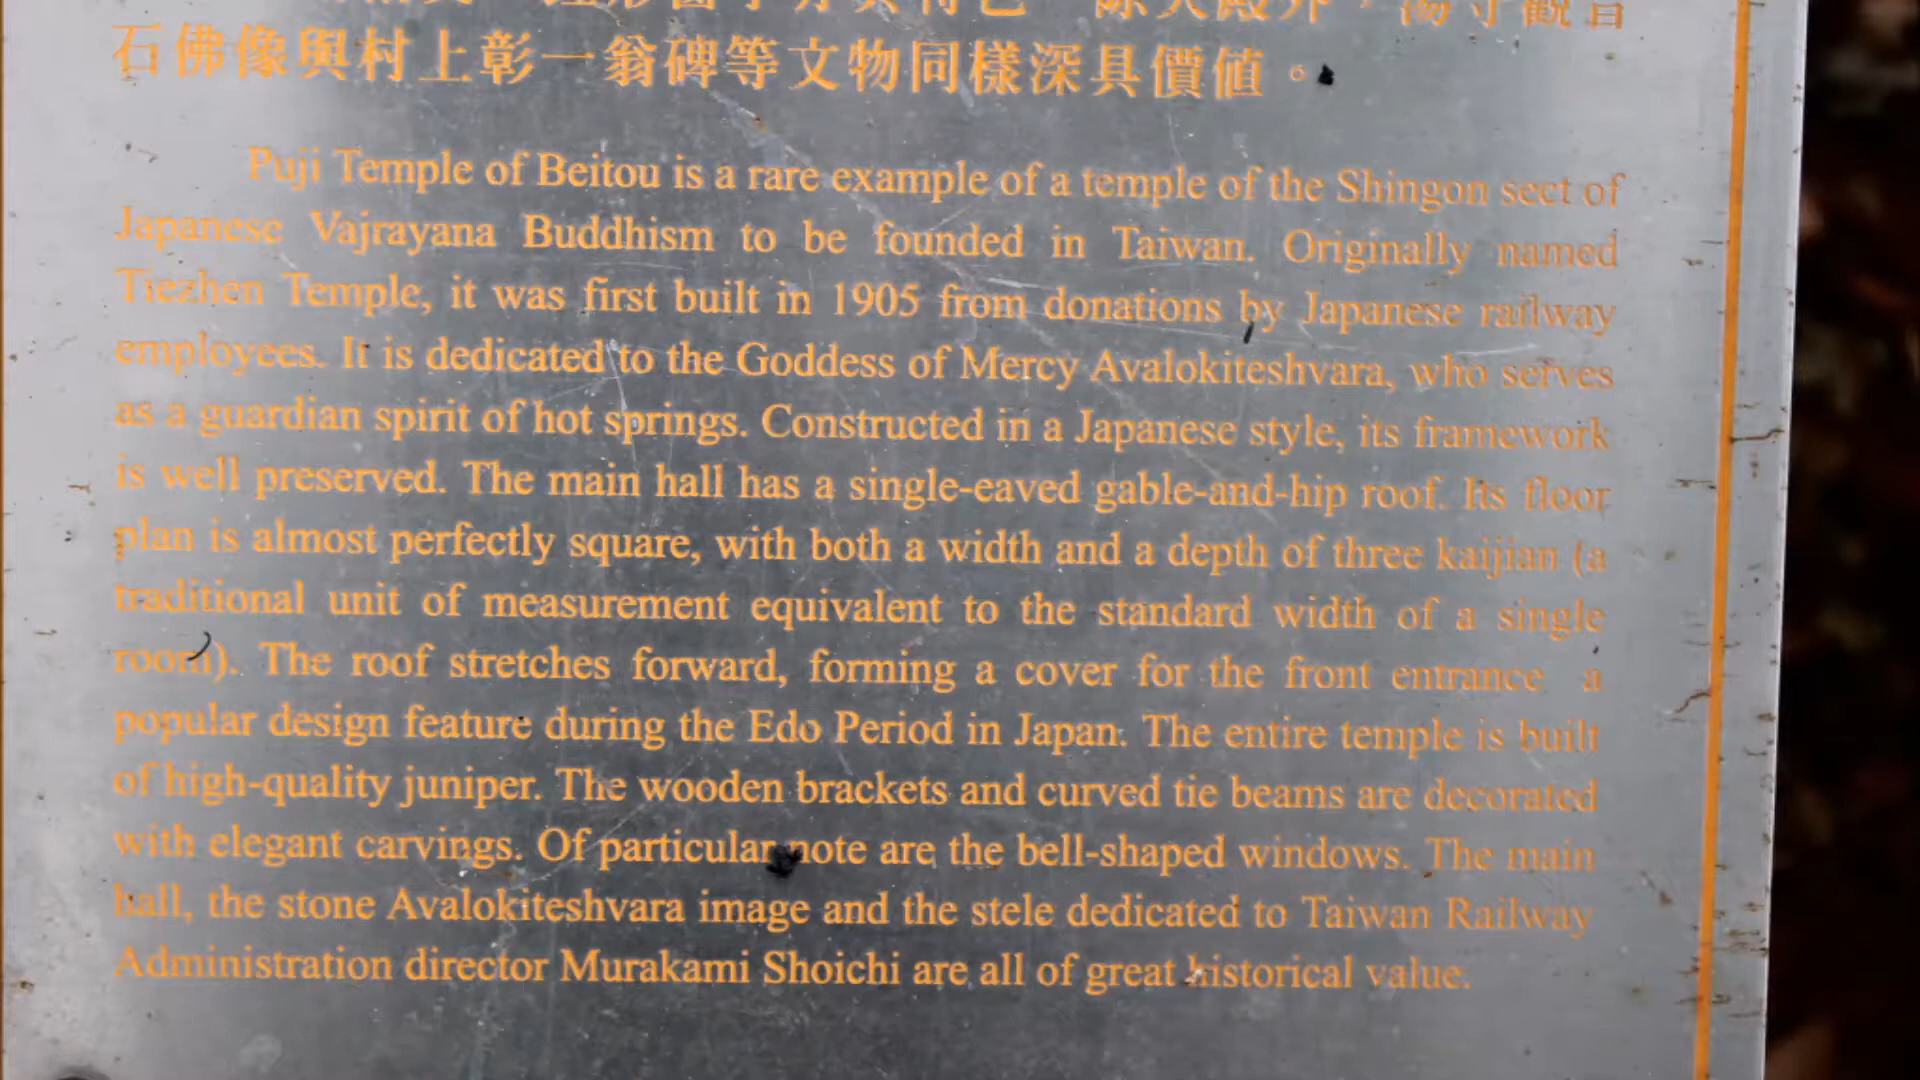 除大殿外，湯守觀音
石佛像與村上彰一翁碑等文物同樣深具價值。
Puji Temple of Beitou is a rare example of a temple of the Shingon sect of
Japanese Vajrayana Buddhism to be founded in Taiwan. Originally named
Tiezhen Temple, it was first built in 1905 from donations by Japanese railway
employees. It is dedicated to the Goddess of Mercy Avalokiteshvara, who serves
as a guardian spirit of hot springs. Constructed in a Japanese style, its framework
is well preserved. The main hall has a single-eaved gable-and-hip roof. Its floor
plan is almost perfectly square, with both a width and a depth of three kaijian (a
traditional unit of measurement equivalent to the standard width of a single
room). The roof stretches forward, forming a cover for the front entrance a
popular design feature during the Edo Period in Japan. The entire temple is built
of high-quality juniper. The wooden brackets and curved tie beams are decorated
with elegant carvings. Of particular note are the bell-shaped windows. The main
hall, the stone Avalokiteshvara image and the stele dedicated to Taiwan Railway
Administration director Murakami Shoichi are all of great historical value.